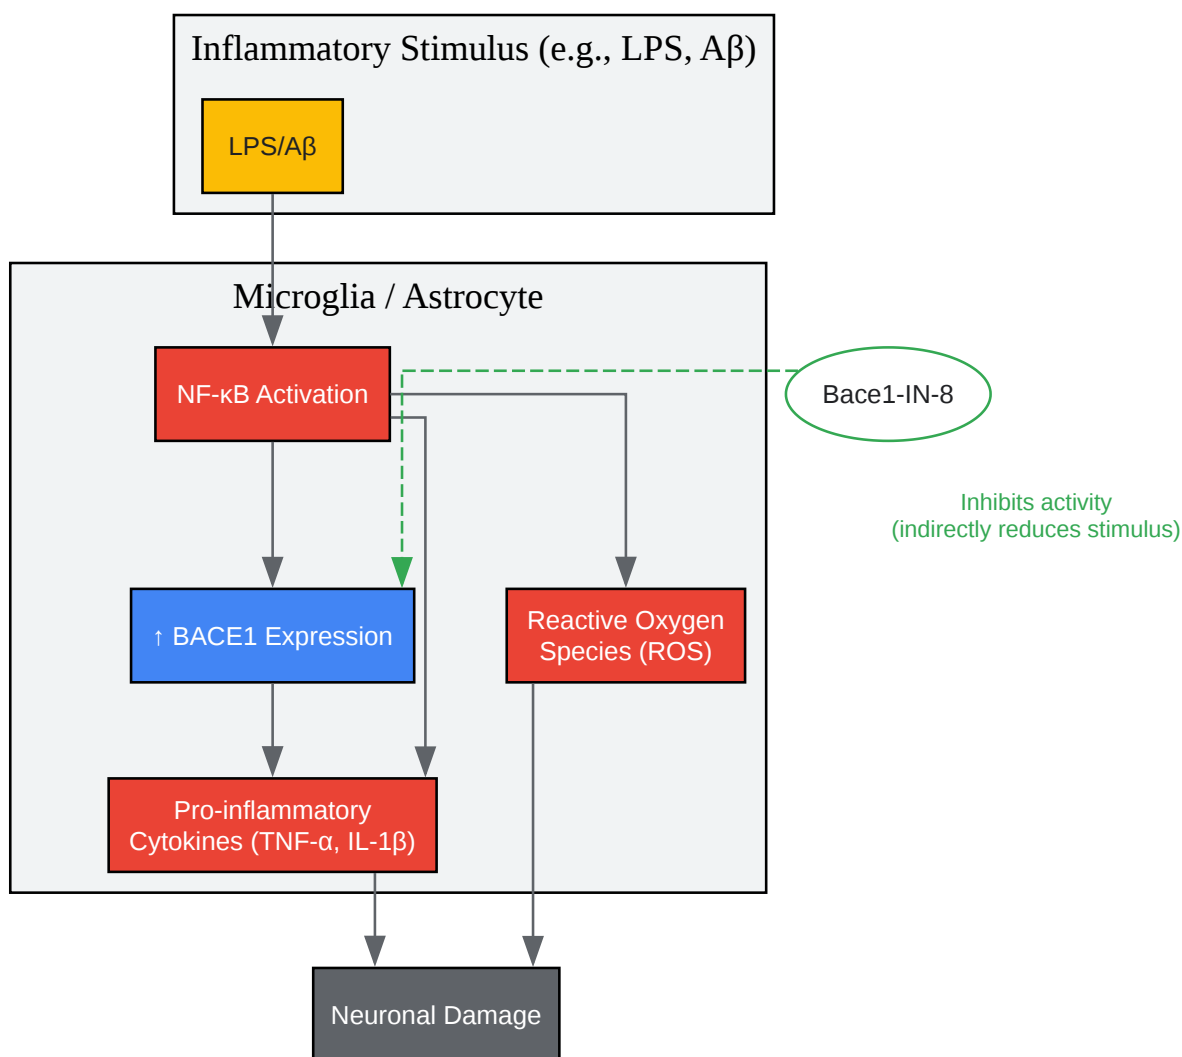 Inflammatory Stimulus (e.g., LPS, Aβ)
LPS/Aβ
Microglia / Astrocyte
NF-κB Activation
Bace1-IN-8
Inhibits activity
(indirectly reduces stimulus)
↑ BACE1 Expression
Reactive Oxygen
Species (ROS)
Pro-inflammatory
Cytokines (TNF-α, IL-1β)
Neuronal Damage